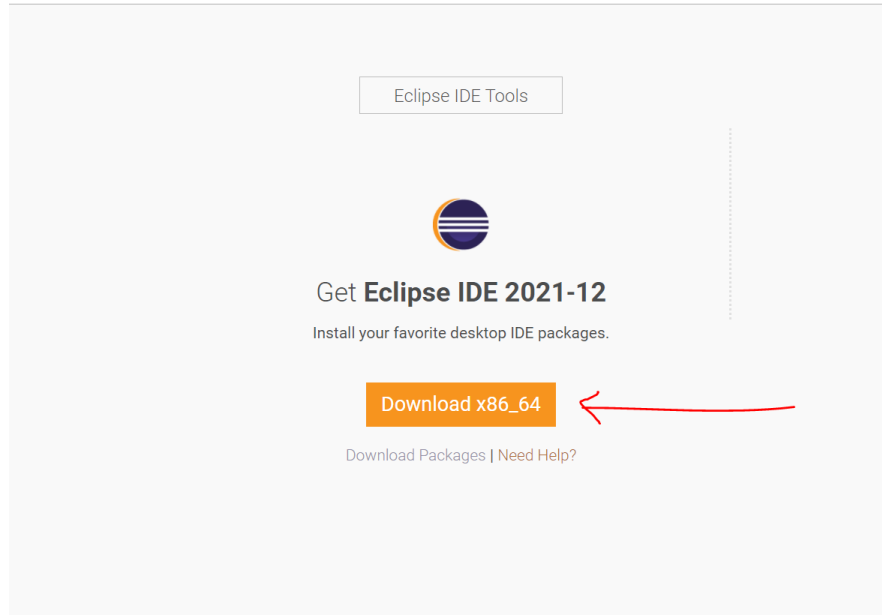 Eclipse IDE Tools
Get Eclipse IDE 2021-12
Install your favorite desktop IDE packages.
Download x86_64
Download Packages | Need Help?